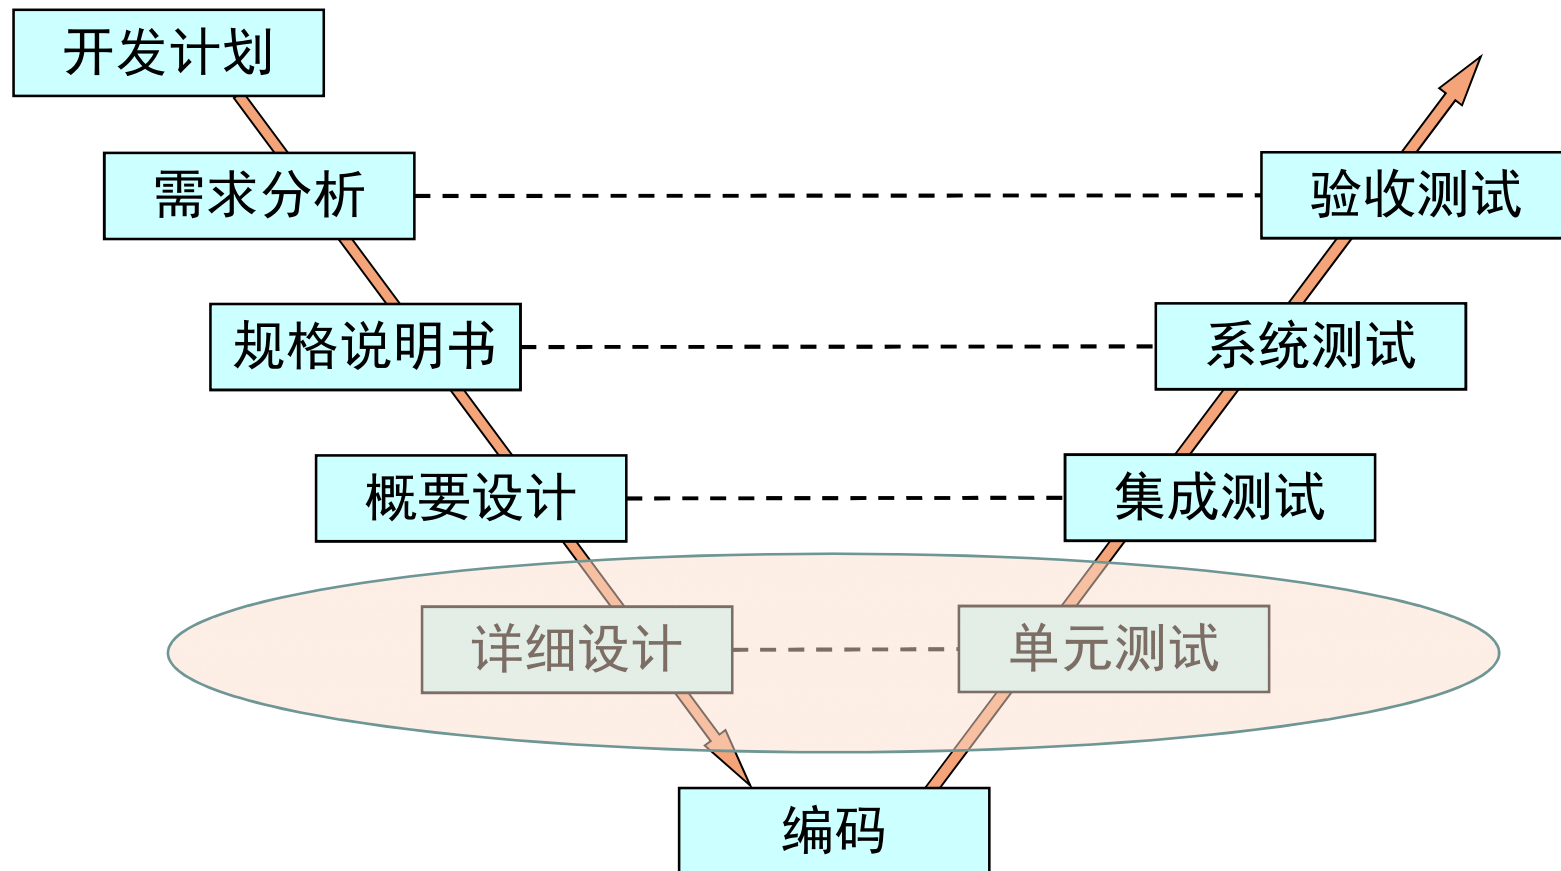 开发计划
需求分析
验收测试
规格说明书
系统测试
概要设计
集成测试
详细设计
单元测试
编码